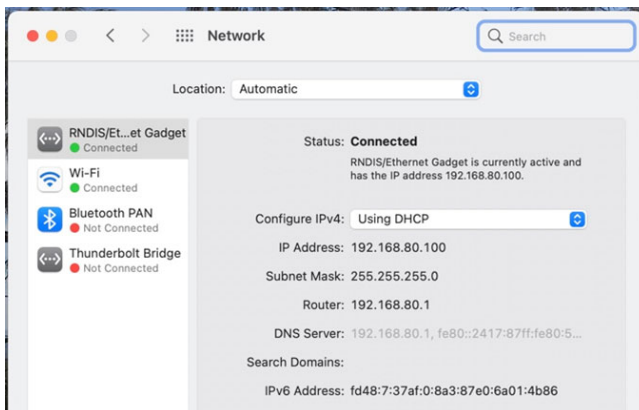 Network
Search
Location: Automatic
RNDIS/Et...et Gadget
Connected
Wi-Fi
Connected
Bluetooth PAN
Not Connected
Thunderbolt Bridge
Not Connected
Status: Connected
RNDIS/Ethernet Gadget is currently active and
has the IP address 192.168.80.100.
Configure IPv4: Using DHCP
IP Address: 192.168.80.100
Subnet Mask: 255.255.255.0
Router: 192.168.80.1
DNS Server: 192.168.80.1, fe80::2417:87ff:fe80:5...
Search Domains:
IPv6 Address: fd48:7:37af:0:8a3:87e0:6a01:4b86